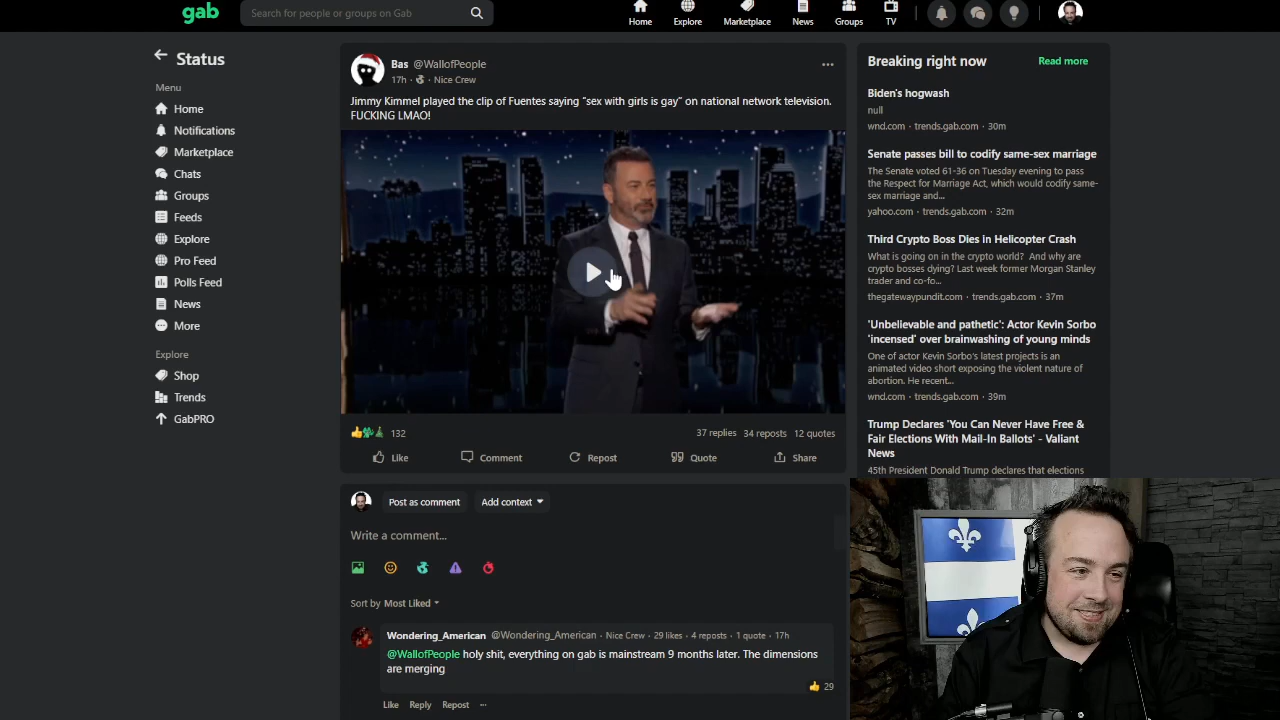 gab
Search for people or groups on Gab
Home
Explore
Marketplace
News
Groups
TV
Status
Menu
Home
Notifications
Marketplace
Chats
Groups
Feeds
Explore
Pro Feed
Polls Feed
News
More
Explore
Shop
Trends
GabPRO
Bas @WallofPeople
17h · · Nice Crew
Jimmy Kimmel played the clip of Fuentes saying "sex with girls is gay" on national network television.
FUCKING LMAO!
132
37 replies 34 reposts 12 quotes
Like
Comment
Repost
Quote
Share
Post as comment
Add context
Write a comment...
Sort by Most Liked
Wondering_American @Wondering_American · Nice Crew · 29 likes · 4 reposts · 1 quote · 17h
@WallofPeople holy shit, everything on gab is mainstream 9 months later. The dimensions
are merging
29
Like Reply Repost ···
Breaking right now
Read more
Biden's hogwash
null
wnd.com · trends.gab.com · 30m
Senate passes bill to codify same-sex marriage
The Senate voted 61-36 on Tuesday evening to pass
the Respect for Marriage Act, which would codify same-
sex marriage and...
yahoo.com · trends.gab.com · 32m
Third Crypto Boss Dies in Helicopter Crash
What is going on in the crypto world? And why are
crypto bosses dying? Last week former Morgan Stanley
trader and co-fo...
thegatewaypundit.com · trends.gab.com · 37m
'Unbelievable and pathetic': Actor Kevin Sorbo
'incensed' over brainwashing of young minds
One of actor Kevin Sorbo's latest projects is an
animated video short exposing the violent nature of
abortion. He recent...
wnd.com · trends.gab.com · 39m
Trump Declares 'You Can Never Have Free &
Fair Elections With Mail-In Ballots' - Valiant
News
45th President Donald Trump declares that elections